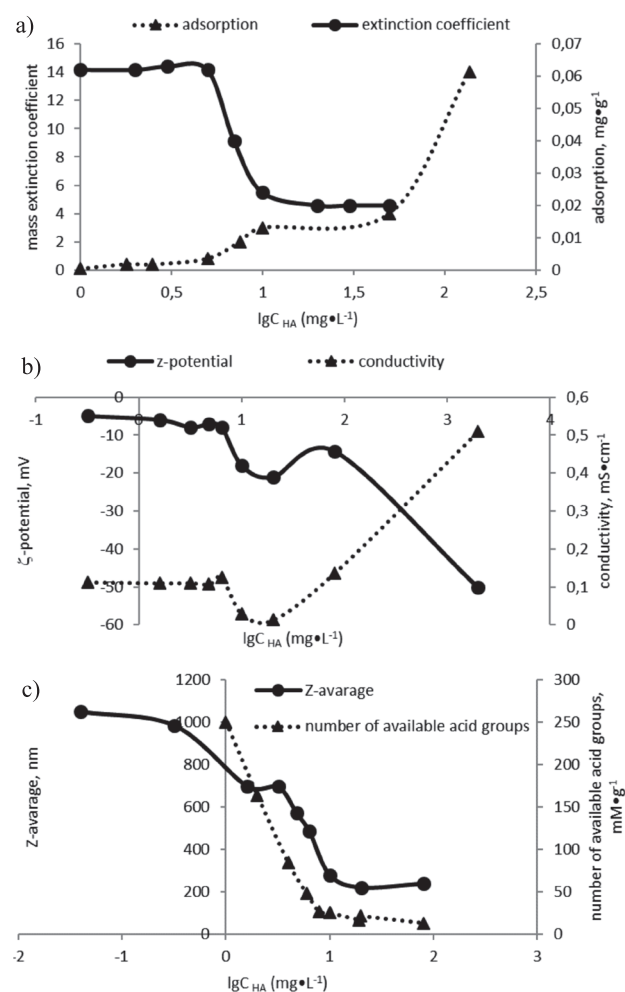 a)
adsorption
extinction coefficient
mass extinction coefficient
16
14
12
10
8
6
4
2
0
0,07
0,06
0,05
0,04
0,03
0,02
0,01
0
adsorption, mg•g-1
0 0,5 1 1,5 2 2,5
lgC HA (mg•L-1)
b)
z-potential
conductivity
ζ-potential, mV
0
-10
-20
-30
-40
-50
-60
-1 0 1 2 3 4
0,6
0,5
0,4
0,3
0,2
0,1
0
conductivity, mS•cm-1
lgC HA (mg•L-1)
c)
Z-avarage
number of available acid groups
Z-avarage, nm
1200
1000
800
600
400
200
0
300
250
200
150
100
50
0
number of available acid groups,
mM•g-1
-2 -1 0 1 2 3
lgC HA (mg•L-1)